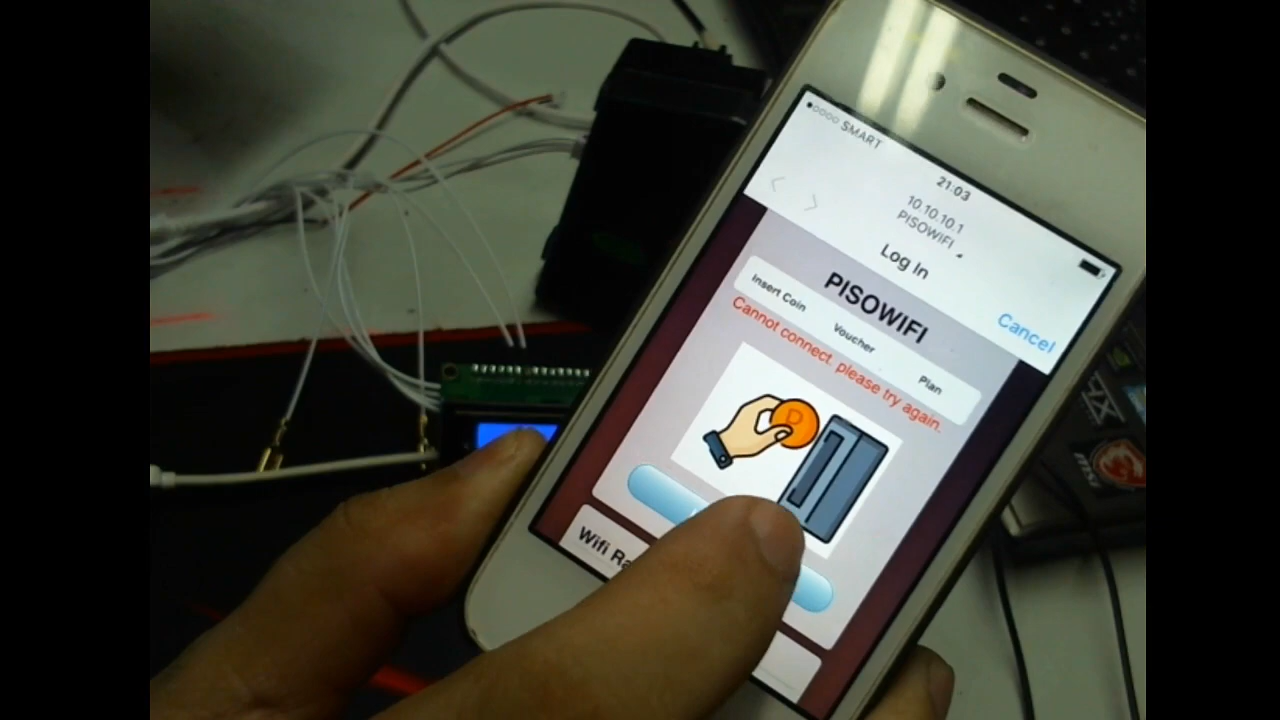 SMART
21:03
10.10.10.1
PISOWIFI
Log In
Cancel
PISOWIFI
Insert Coin
Voucher
Plan
Cannot connect, please try again.
Wifi
msi